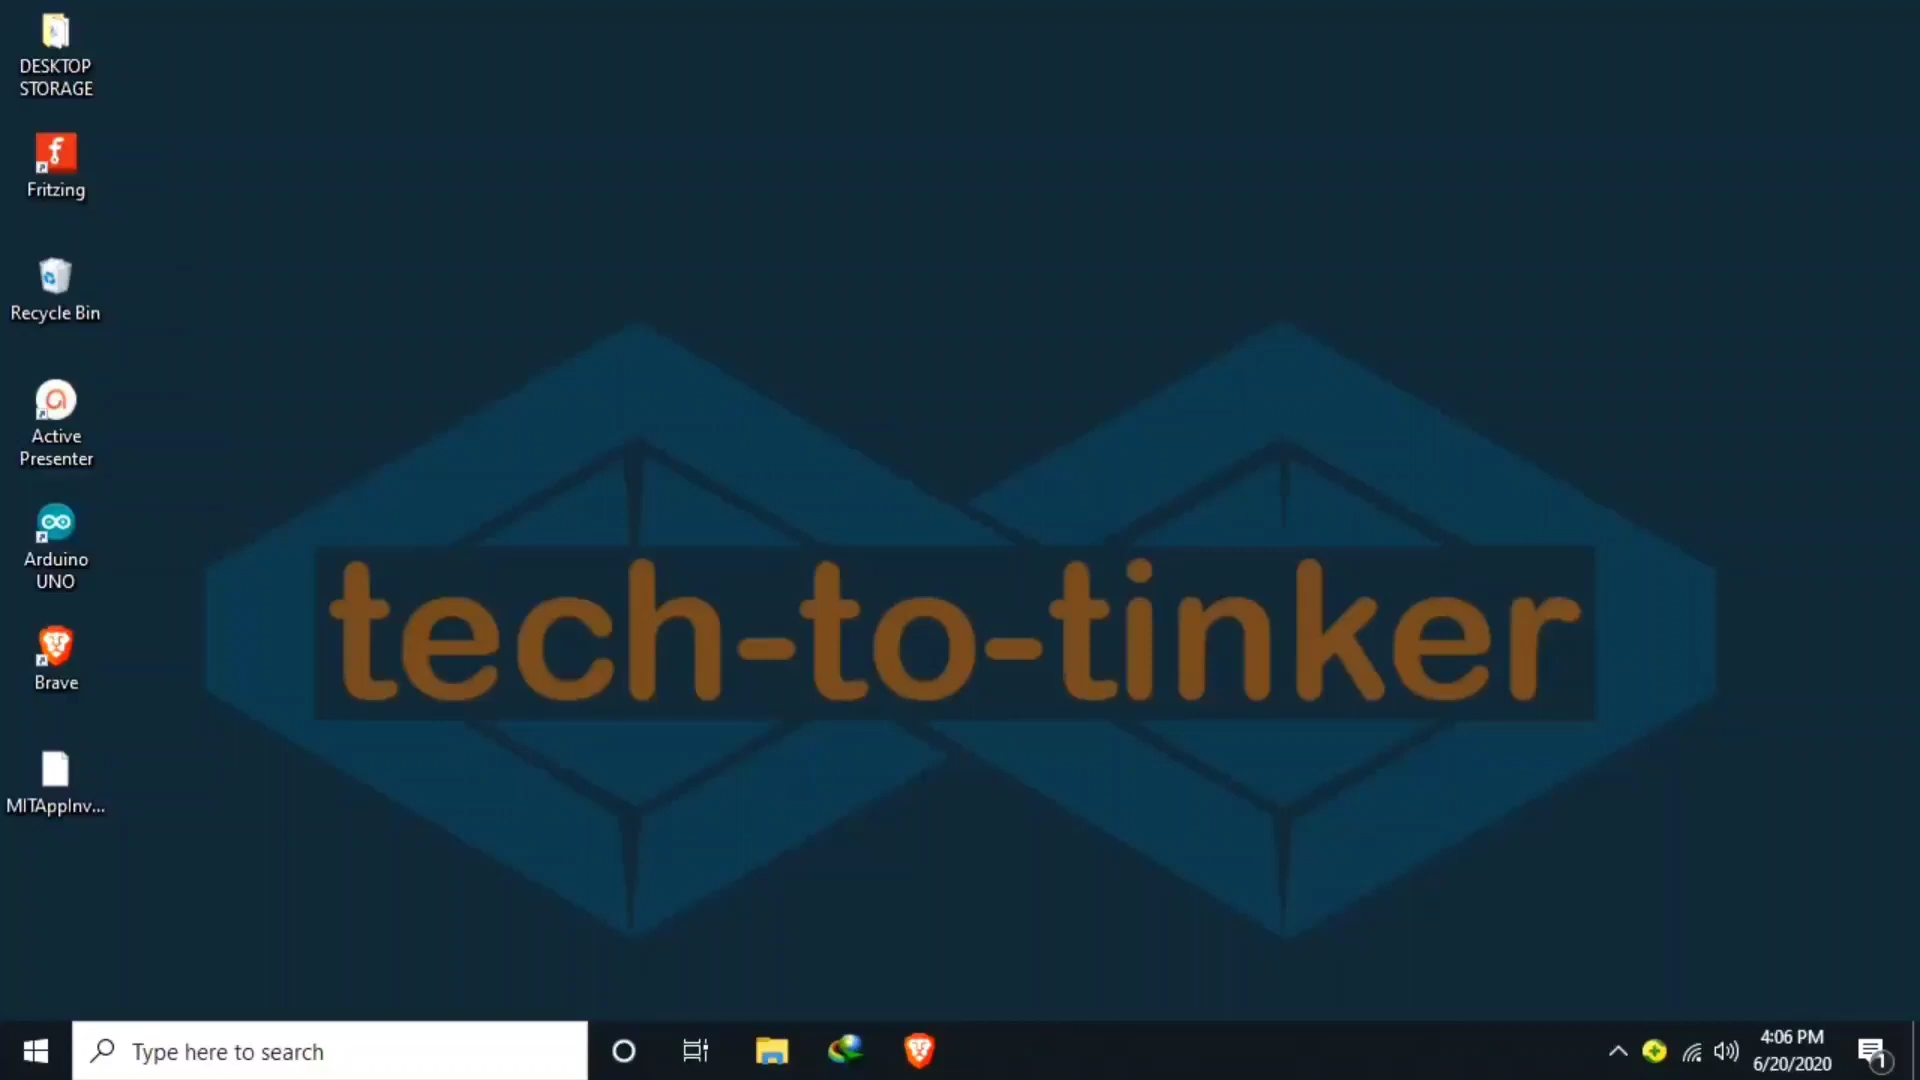 DESKTOP
STORAGE
Fritzing
Recycle Bin
Active
Presenter
Arduino
UNO
Brave
MITAppInv...
tech-to-tinker
Type here to search
4:06 PM
6/20/2020
1